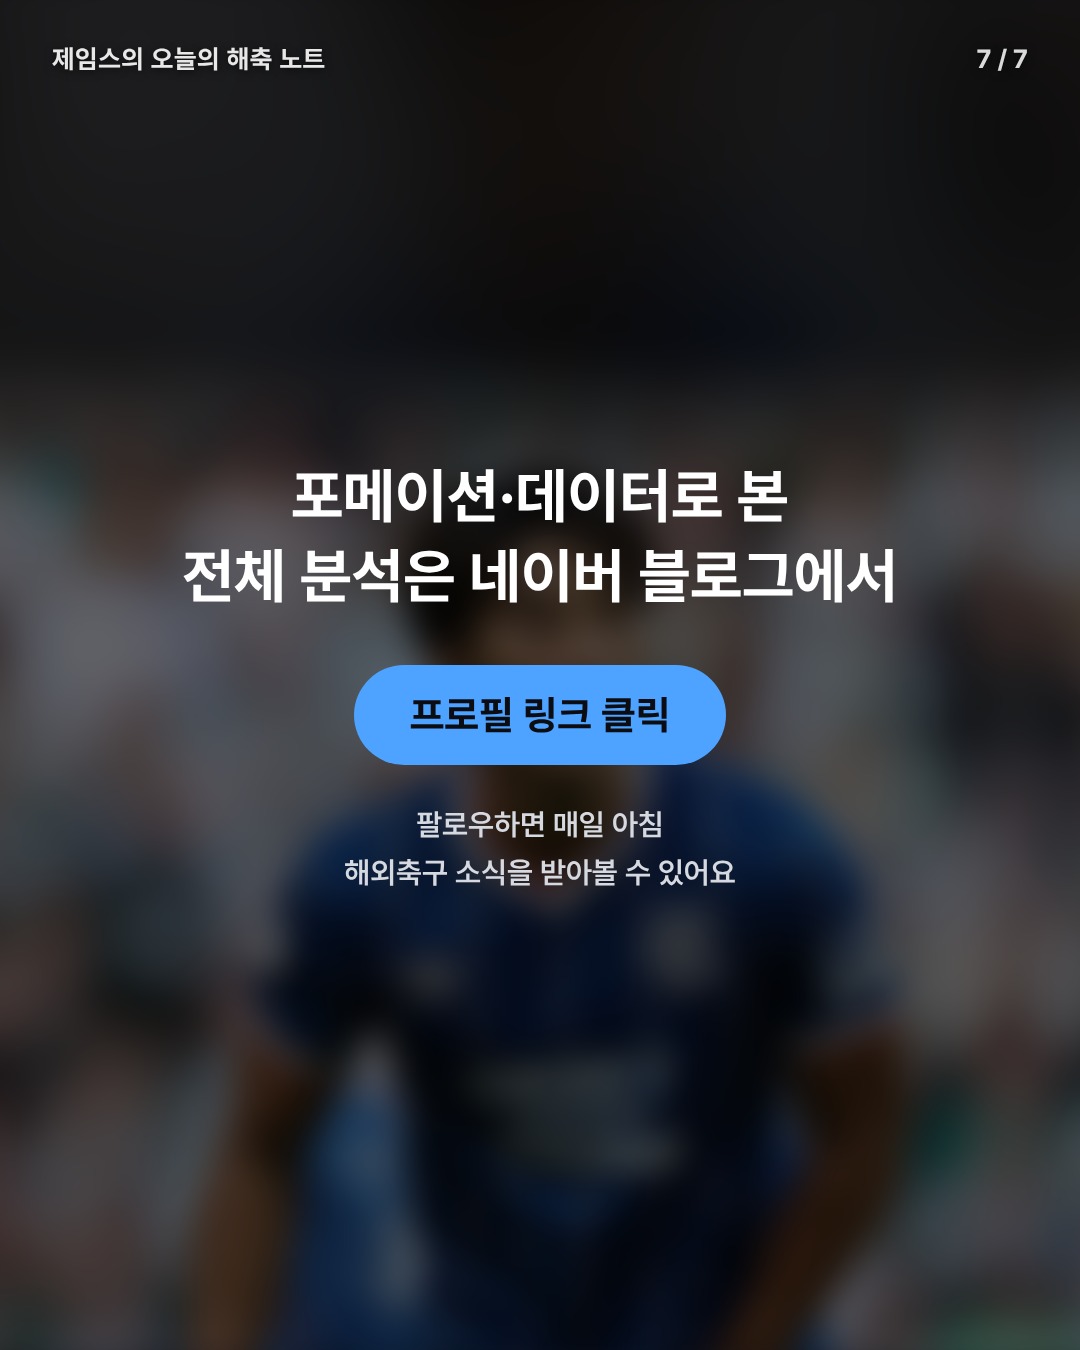 제임스의 오늘의 해축 노트
7 / 7
포메이션·데이터로 본
전체 분석은 네이버 블로그에서
프로필 링크 클릭
팔로우하면 매일 아침
해외축구 소식을 받아볼 수 있어요